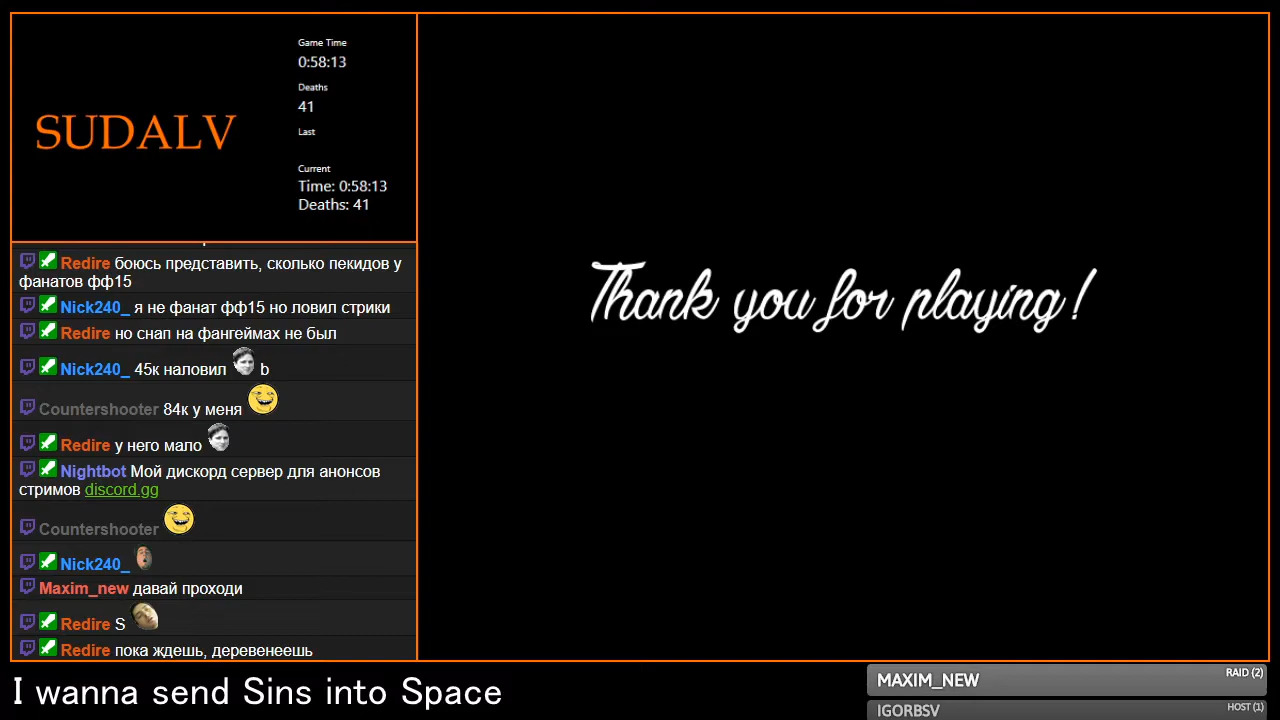 Game Time
0:58:13
Deaths
41
Last
SUDALV
Current
Time: 0:58:13
Deaths: 41
Redire боюсь представить, сколько пекидов у
фанатов фф15
Nick240_ я не фанат фф15 но ловил стрики
Redire но снап на фангеймах не был
Nick240_ 45к наловил b
Countershooter 84к у меня
Redire у него мало
Nightbot Мой дискорд сервер для анонсов
стримов discord.gg
Countershooter
Nick240_
Maxim_new давай проходи
Redire S
Redire пока ждешь, деревенеешь
Thank you for playing!
I wanna send Sins into Space
MAXIM_NEW RAID (2)
IGORBSV HOST (1)